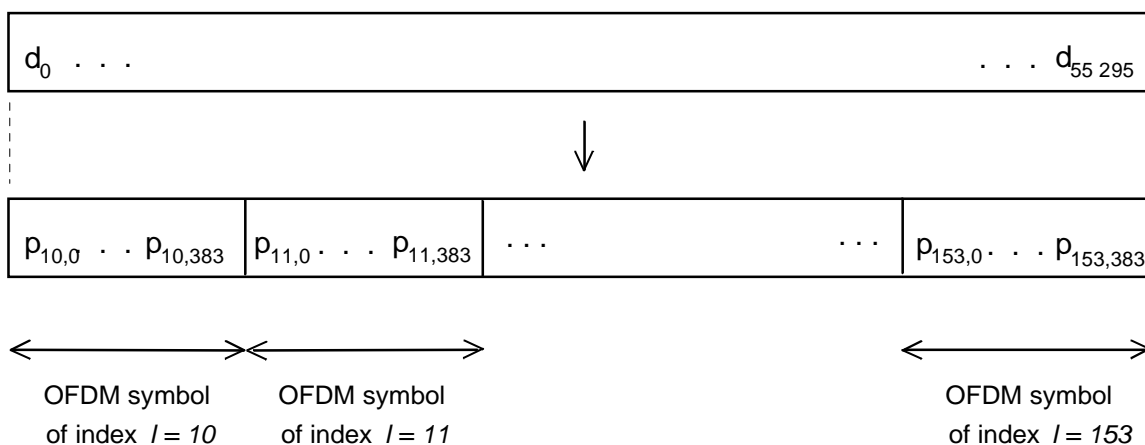 d0 . . . . . . d55 295
p10,0 . . p10,383 p11,0 . . . p11,383 . . . . . . p153,0 . . . p153,383
OFDM symbol OFDM symbol OFDM symbol
of index l = 10 of index l = 11 of index l = 153